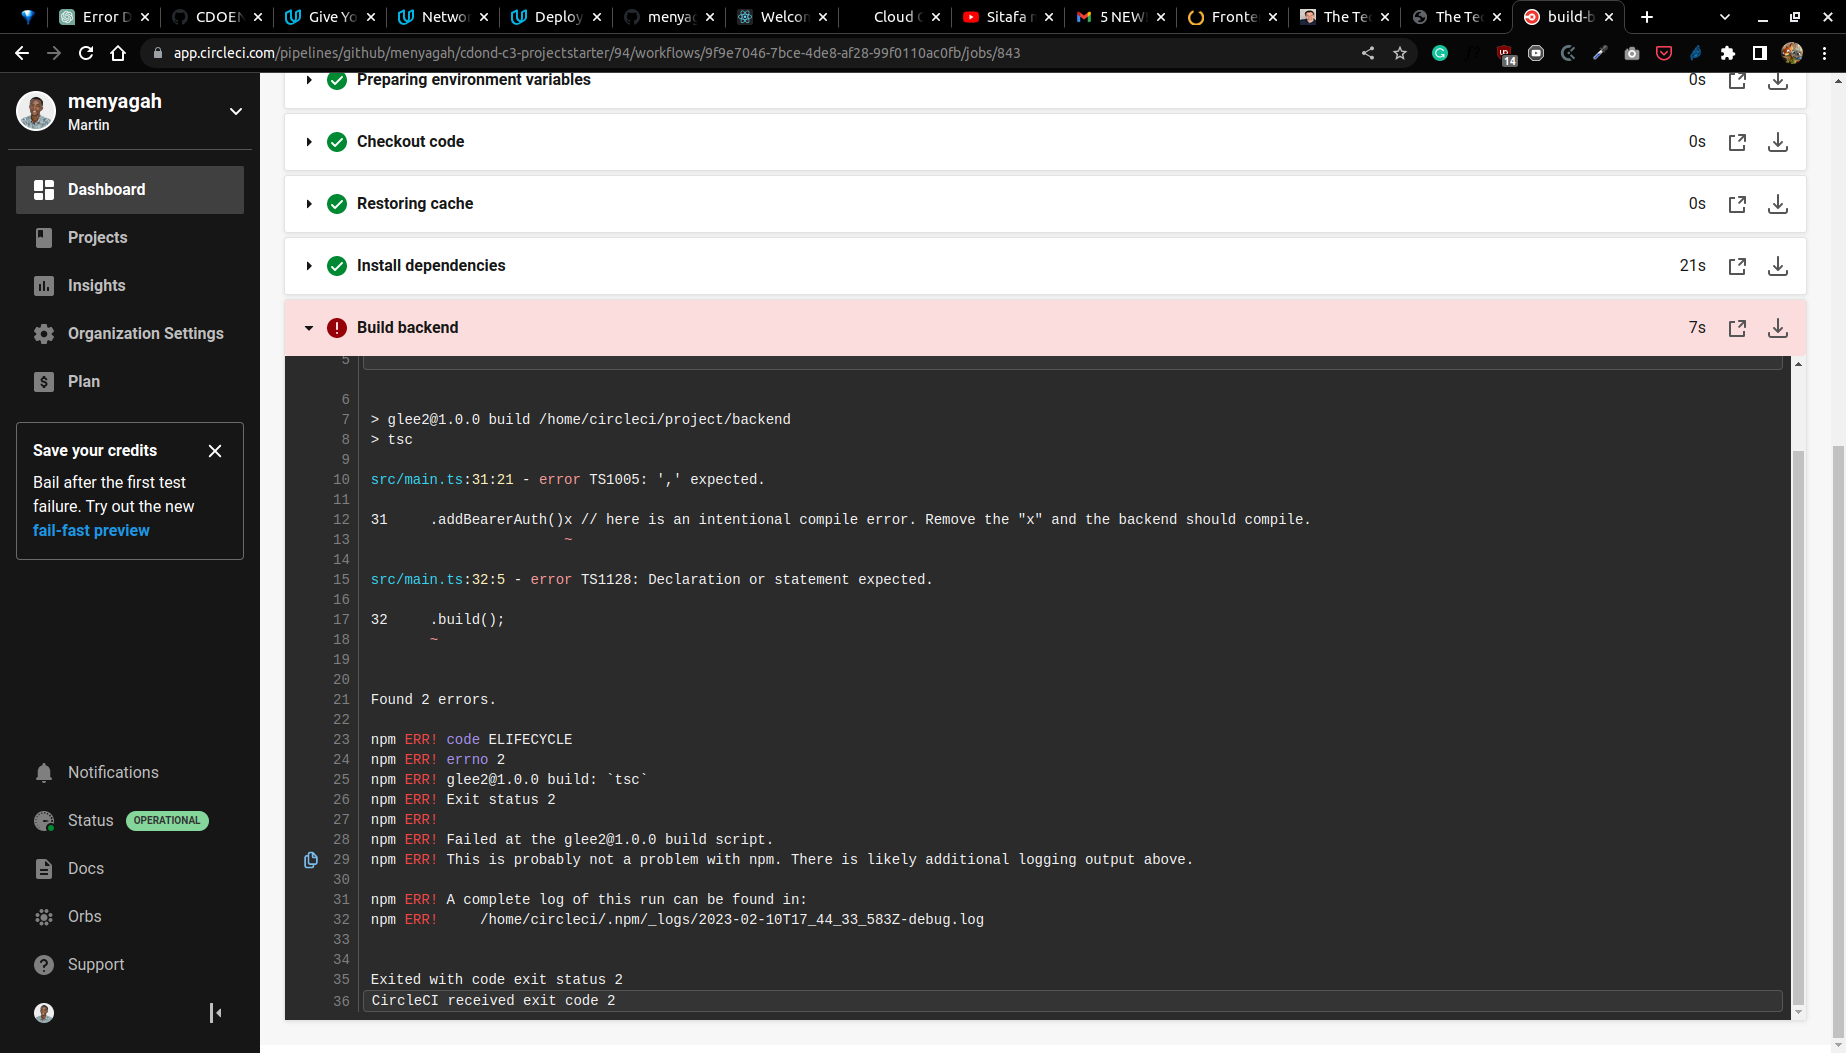 Error D
CDOEN
Give Yo
Netwo
Deploy
menyag
Welcon
Cloud
Sitafa
5 NEW
Fronte
The Te
The Te
build-b
app.circleci.com/pipelines/github/menyagah/cdond-c3-projectstarter/94/workflows/9f9e7046-7bce-4de8-af28-99f0110ac0fb/jobs/843
14
menyagah
Martin
Dashboard
Projects
Insights
Organization Settings
Plan
Save your credits
Bail after the first test
failure. Try out the new
fail-fast preview
Notifications
Status OPERATIONAL
Docs
Orbs
Support
Preparing environment variables 0s
Checkout code 0s
Restoring cache 0s
Install dependencies 21s
Build backend 7s
5
6
7 > glee2@1.0.0 build /home/circleci/project/backend
8 > tsc
9
10 src/main.ts:31:21 - error TS1005: ',' expected.
11
12 31     .addBearerAuth()x // here is an intentional compile error. Remove the "x" and the backend should compile.
13 ~
14
15 src/main.ts:32:5 - error TS1128: Declaration or statement expected.
16
17 32     .build();
18 ~
19
20
21 Found 2 errors.
22
23 npm ERR! code ELIFECYCLE
24 npm ERR! errno 2
25 npm ERR! glee2@1.0.0 build: `tsc`
26 npm ERR! Exit status 2
27 npm ERR!
28 npm ERR! Failed at the glee2@1.0.0 build script.
29 npm ERR! This is probably not a problem with npm. There is likely additional logging output above.
30
31 npm ERR! A complete log of this run can be found in:
32 npm ERR!     /home/circleci/.npm/_logs/2023-02-10T17_44_33_583Z-debug.log
33
34
35 Exited with code exit status 2
36 CircleCI received exit code 2